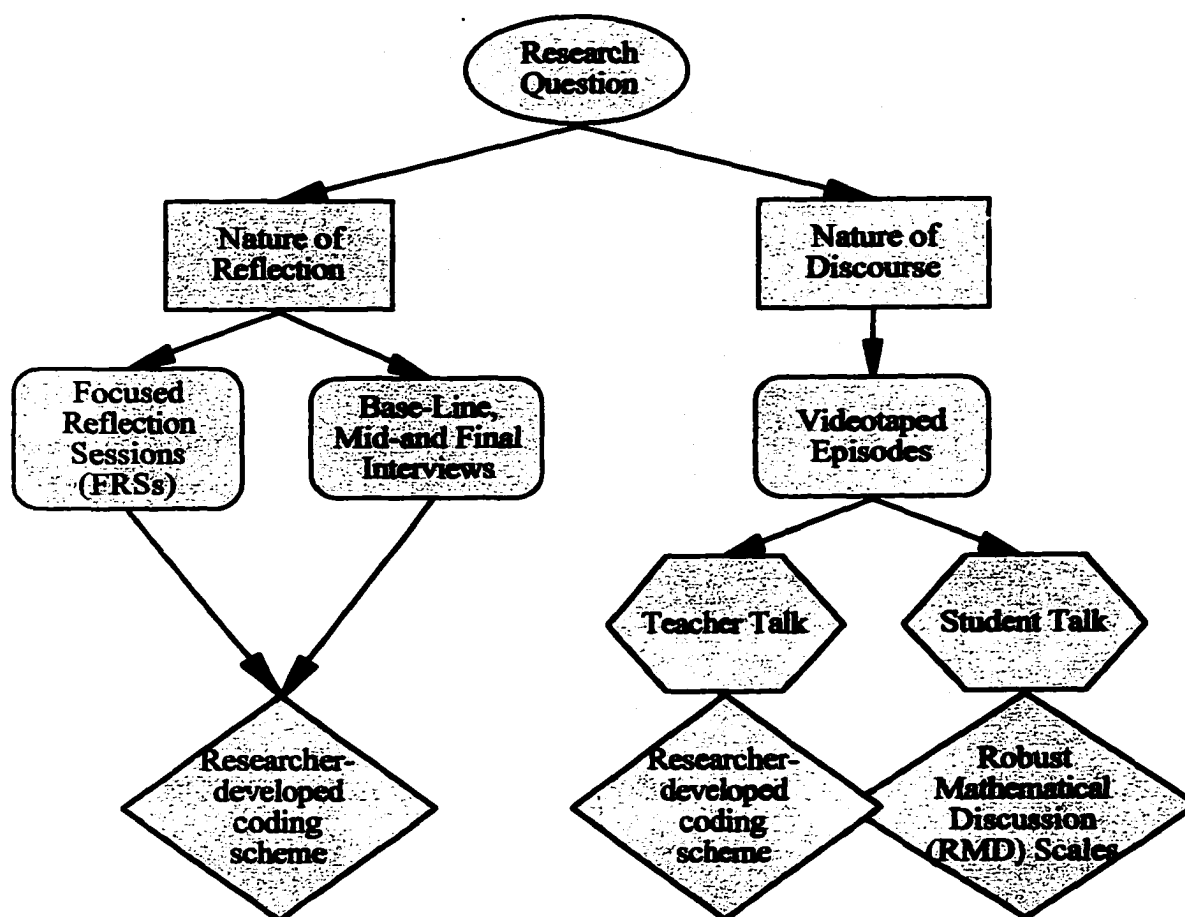 Research
Question
Nature of
Reflection
Nature of
Discourse
Focused
Reflection
Sessions
(FRSs)
Base-Line,
Mid-and Final
Interviews
Videotaped
Episodes
Teacher Talk
Student Talk
Researcher-
developed
coding
scheme
Researcher-
developed
coding
scheme
Robust
Mathematical
Discussion
(RMD) Scales